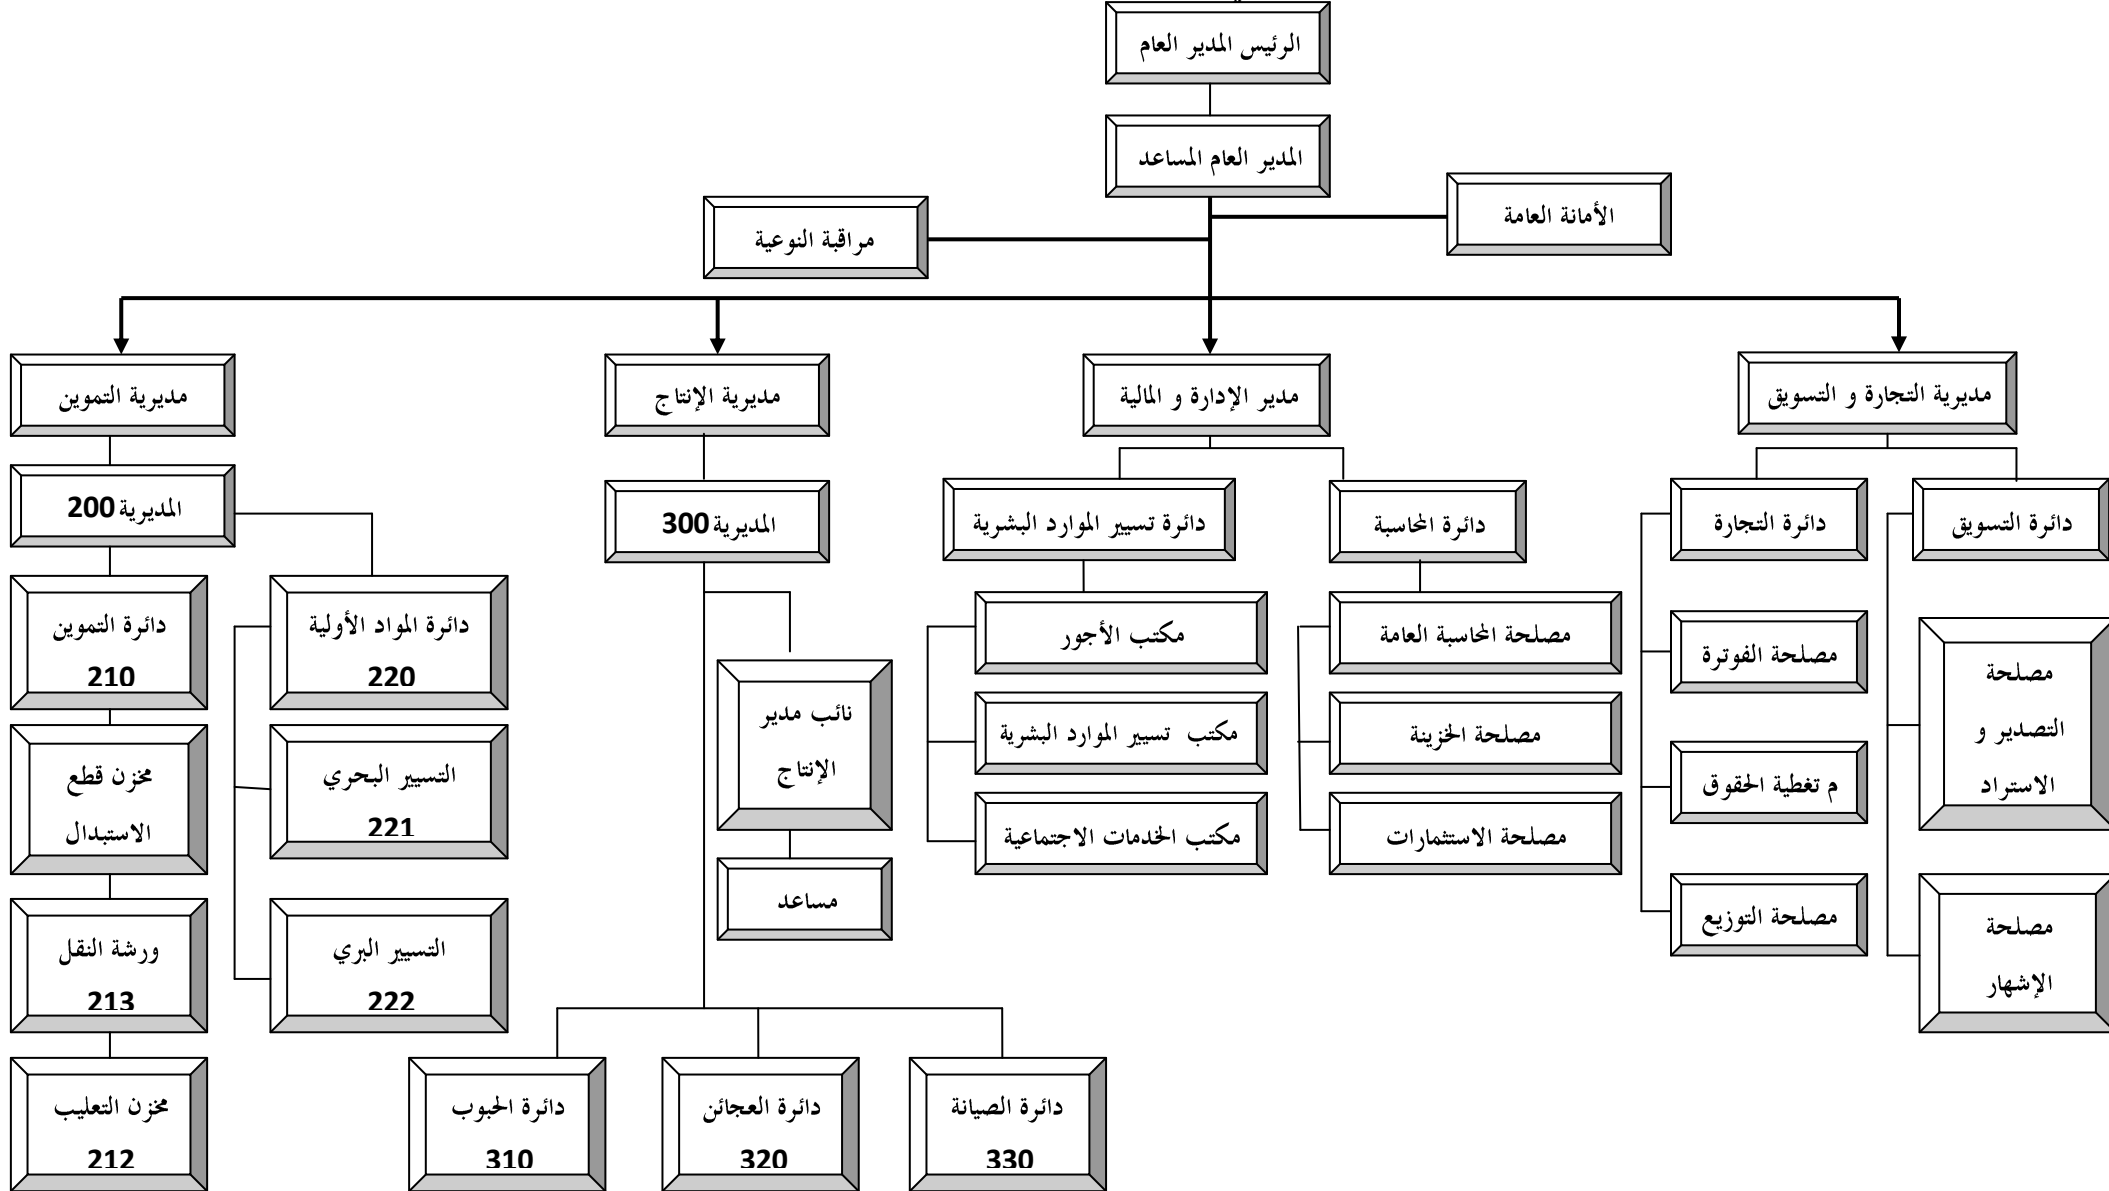 الرئيس المدير العام
المدير العام المساعد
الأمانة العامة
مراقبة النوعية
مديرية التجارة و التسويق
مدير الإدارة و المالية
مديرية الإنتاج
مديرية التموين
دائرة التسويق
دائرة التجارة
دائرة المحاسبة
دائرة تسيير الموارد البشرية
المديرية 300
المديرية 200
مصلحة
التصدير و
الاستراد
مصلحة
الإشهار
مصلحة الفوترة
م تغطية الحقوق
مصلحة التوزيع
مصلحة المحاسبة العامة
مصلحة الخزينة
مصلحة الاستثمارات
مكتب الأجور
مكتب تسيير الموارد البشرية
مكتب الخدمات الاجتماعية
نائب مدير
الإنتاج
مساعد
دائرة الصيانة
330
دائرة العجائن
320
دائرة الحبوب
310
دائرة المواد الأولية
220
التسيير البحري
221
التسيير البري
222
دائرة التموين
210
مخزن قطع
الاستبدال
ورشة النقل
213
مخزن التعليب
212